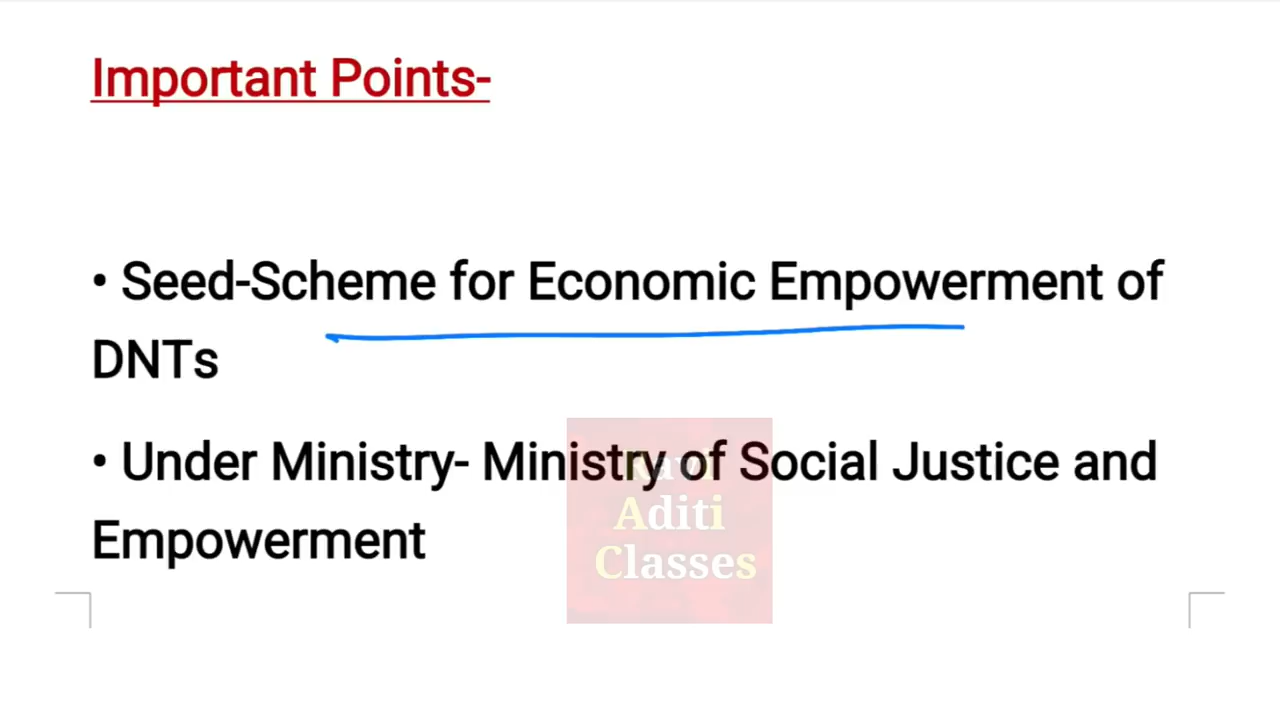 Important Points-
• Seed-Scheme for Economic Empowerment of
DNTs
• Under Ministry- Ministry of Social Justice and
Empowerment
Ravi
Aditi
Classes